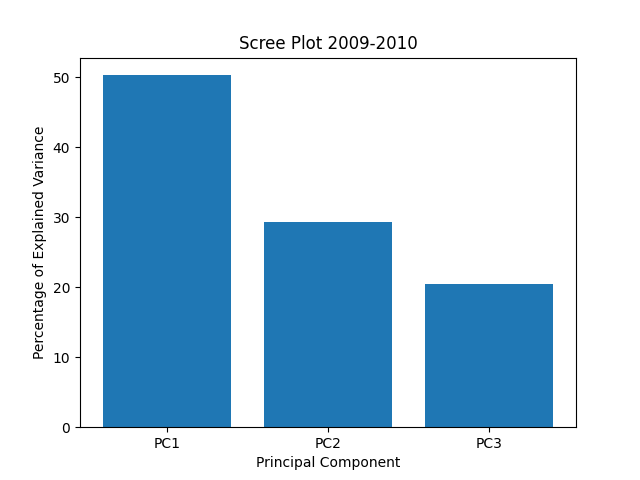 Scree Plot 2009-2010
Percentage of Explained Variance
50
40
30
20
10
0
PC1 PC2 PC3
Principal Component